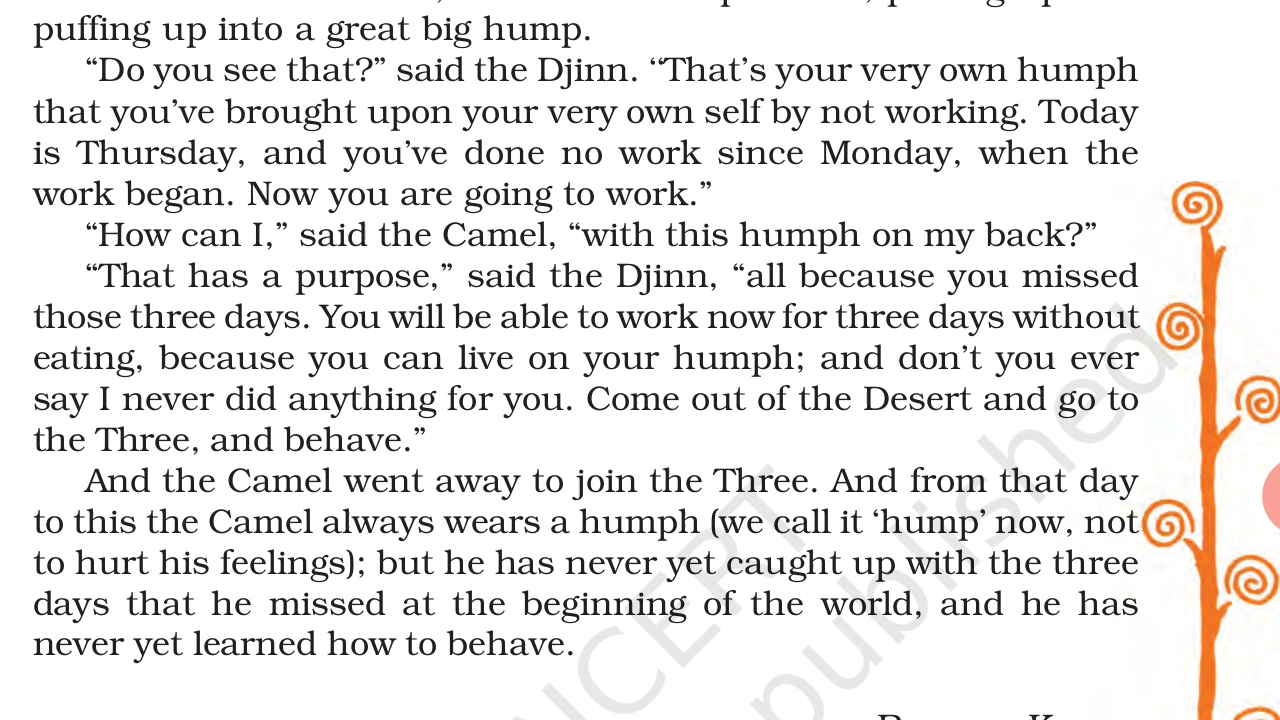 puffing up into a great big hump.
“Do you see that?” said the Djinn. “That’s your very own humph
that you’ve brought upon your very own self by not working. Today
is Thursday, and you’ve done no work since Monday, when the
work began. Now you are going to work.”
“How can I,” said the Camel, “with this humph on my back?”
“That has a purpose,” said the Djinn, “all because you missed
those three days. You will be able to work now for three days without
eating, because you can live on your humph; and don’t you ever
say I never did anything for you. Come out of the Desert and go to
the Three, and behave.”
And the Camel went away to join the Three. And from that day
to this the Camel always wears a humph (we call it ‘hump’ now, not
to hurt his feelings); but he has never yet caught up with the three
days that he missed at the beginning of the world, and he has
never yet learned how to behave.
NCERT
published